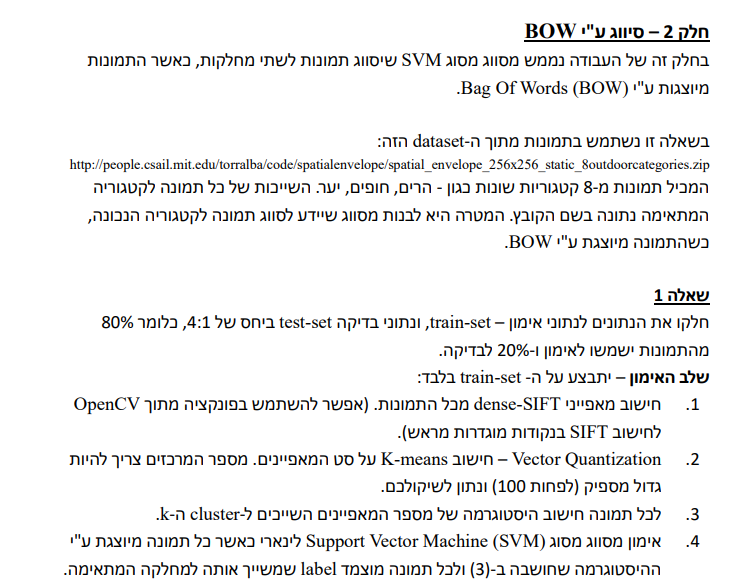 חלק 2 – סיווג ע"י BOW
בחלק זה של העבודה נממש מסווג מסוג SVM שיסווג תמונות לשתי מחלקות, כאשר התמונות
מיוצגות ע"י Bag Of Words (BOW).
בשאלה זו נשתמש בתמונות מתוך ה-dataset הזה:
http://people.csail.mit.edu/torralba/code/spatialenvelope/spatial_envelope_256x256_static_8outdoorcategories.zip
המכיל תמונות מ-8 קטגוריות שונות כגון - הרים, חופים, יער. השייכות של כל תמונה לקטגוריה
המתאימה נתונה בשם הקובץ. המטרה היא לבנות מסווג שיידע לסווג תמונה לקטגוריה הנכונה,
כשהתמונה מיוצגת ע"י BOW.
שאלה 1
חלקו את הנתונים לנתוני אימון – train-set, ונתוני בדיקה test-set ביחס של 4:1, כלומר 80%
מהתמונות ישמשו לאימון ו-20% לבדיקה.
שלב האימון – יתבצע על ה- train-set בלבד:
1. חישוב מאפייני dense-SIFT מכל התמונות. (אפשר להשתמש בפונקציה מתוך OpenCV
לחישוב SIFT בנקודות מוגדרות מראש).
2. Vector Quantization – חישוב K-means על סט המאפיינים. מספר המרכזים צריך להיות
גדול מספיק (לפחות 100) ונתון לשיקולכם.
3. לכל תמונה חישוב היסטוגרמה של מספר המאפיינים השייכים ל-cluster ה-k.
4. אימון מסווג מסוג Support Vector Machine (SVM) לינארי כאשר כל תמונה מיוצגת ע"י
ההיסטוגרמה שחושבה ב-(3) ולכל תמונה מוצמד label שמשייך אותה למחלקה המתאימה.